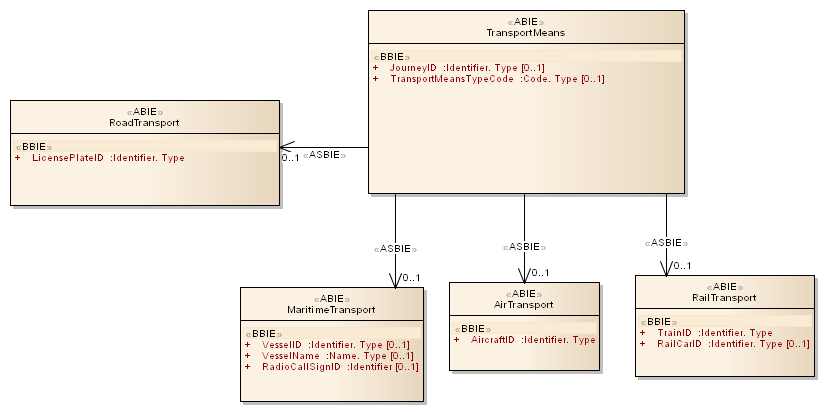 «ABIE»
TransportMeans
«BBIE»
+ JourneyID :Identifier. Type [0..1]
+ TransportMeansTypeCode :Code. Type [0..1]
«ABIE»
RoadTransport
«BBIE»
+ LicensePlateID :Identifier. Type
0..1
«ASBIE»
«ASBIE»
0..1
«ASBIE»
0..1
«ASBIE»
0..1
«ABIE»
MaritimeTransport
«BBIE»
+ VesselID :Identifier. Type [0..1]
+ VesselName :Name. Type [0..1]
+ RadioCallSignID :Identifier [0..1]
«ABIE»
AirTransport
«BBIE»
+ AircraftID :Identifier. Type
«ABIE»
RailTransport
«BBIE»
+ TrainID :Identifier. Type
+ RailCarID :Identifier. Type [0..1]